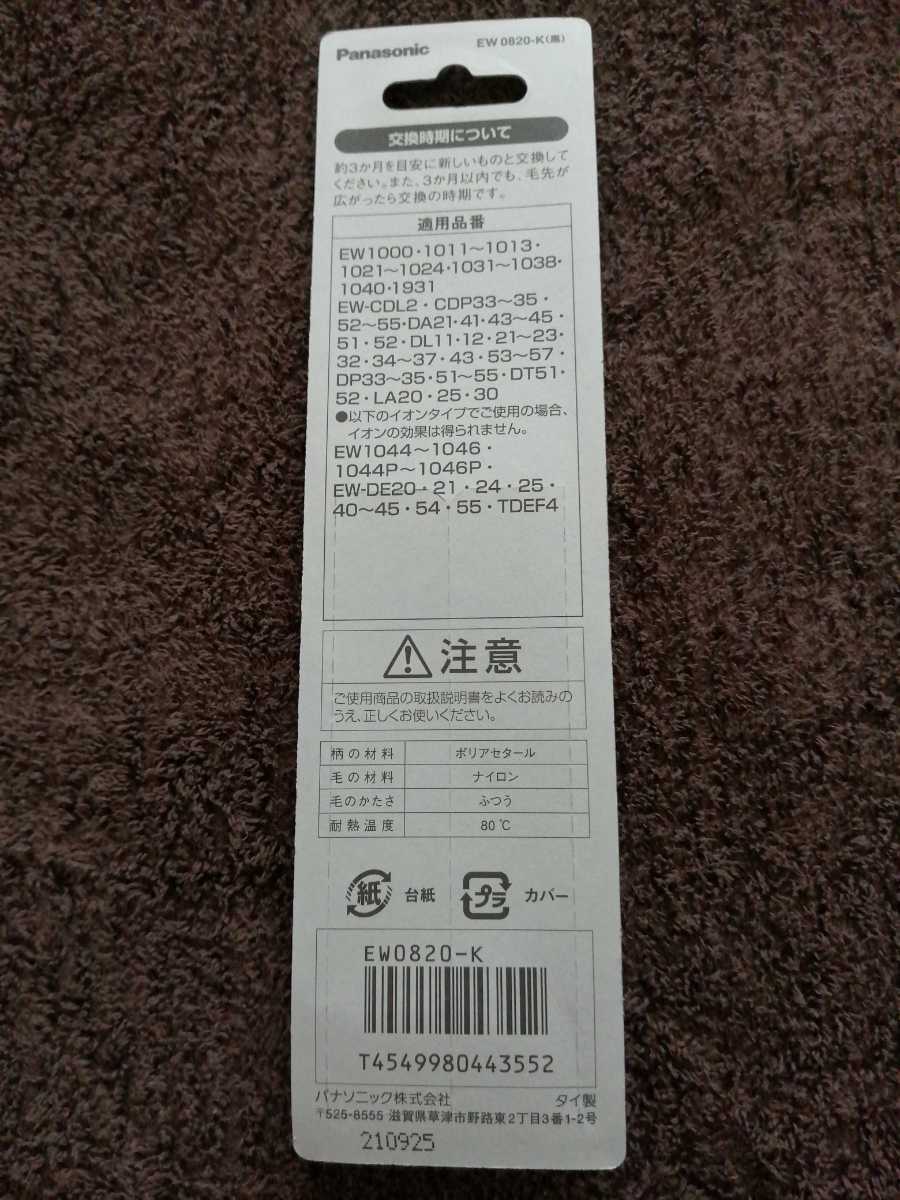 Panasonic EW 0820-K(黒)
交換時期について
約3か月を目安に新しいものと交換して
ください。また、3か月以内でも、毛先が
広がったら交換の時期です。
適用品番
EW1000・1011〜1013・
1021〜1024・1031〜1038・
1040・1931
EW-CDL2・CDP33〜35・
52〜55・DA21・41・43〜45・
51・52・DL11・12・21〜23・
32・34〜37・43・53〜57・
DP33〜35・51〜55・DT51・
52・LA20・25・30
●以下のイオンタイプでご使用の場合、
イオンの効果は得られません。
EW1044〜1046・
1044P〜1046P・
EW-DE20・21・24・25・
40〜45・54・55・TDEF4
注意
ご使用商品の取扱説明書をよくお読みの
うえ、正しくお使いください。
柄の材料 ポリアセタール
毛の材料 ナイロン
毛のかたさ ふつう
耐熱温度 80℃
紙 台紙 プラ カバー
EW0820-K
T4549980443552
パナソニック株式会社 タイ製
〒525-8555 滋賀県草津市野路東2丁目3番1-2号
210925